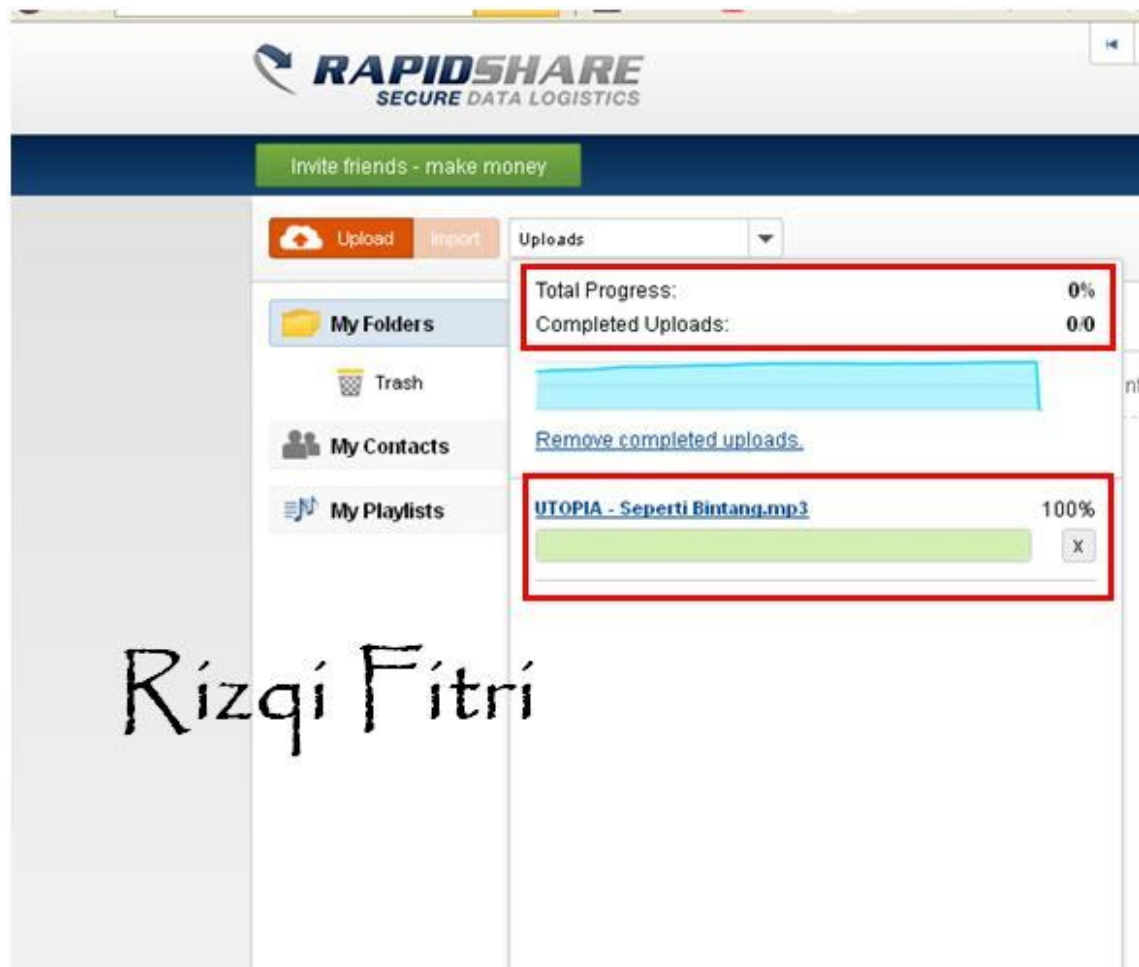 RAPIDSHARE
SECURE DATA LOGISTICS
Invite friends - make money
Upload Import Uploads
Total Progress: 0%
Completed Uploads: 0/0
My Folders
Trash
Remove completed uploads.
My Contacts
UTOPIA - Seperti Bintang.mp3 100%
X
My Playlists
Rizqi Fitri